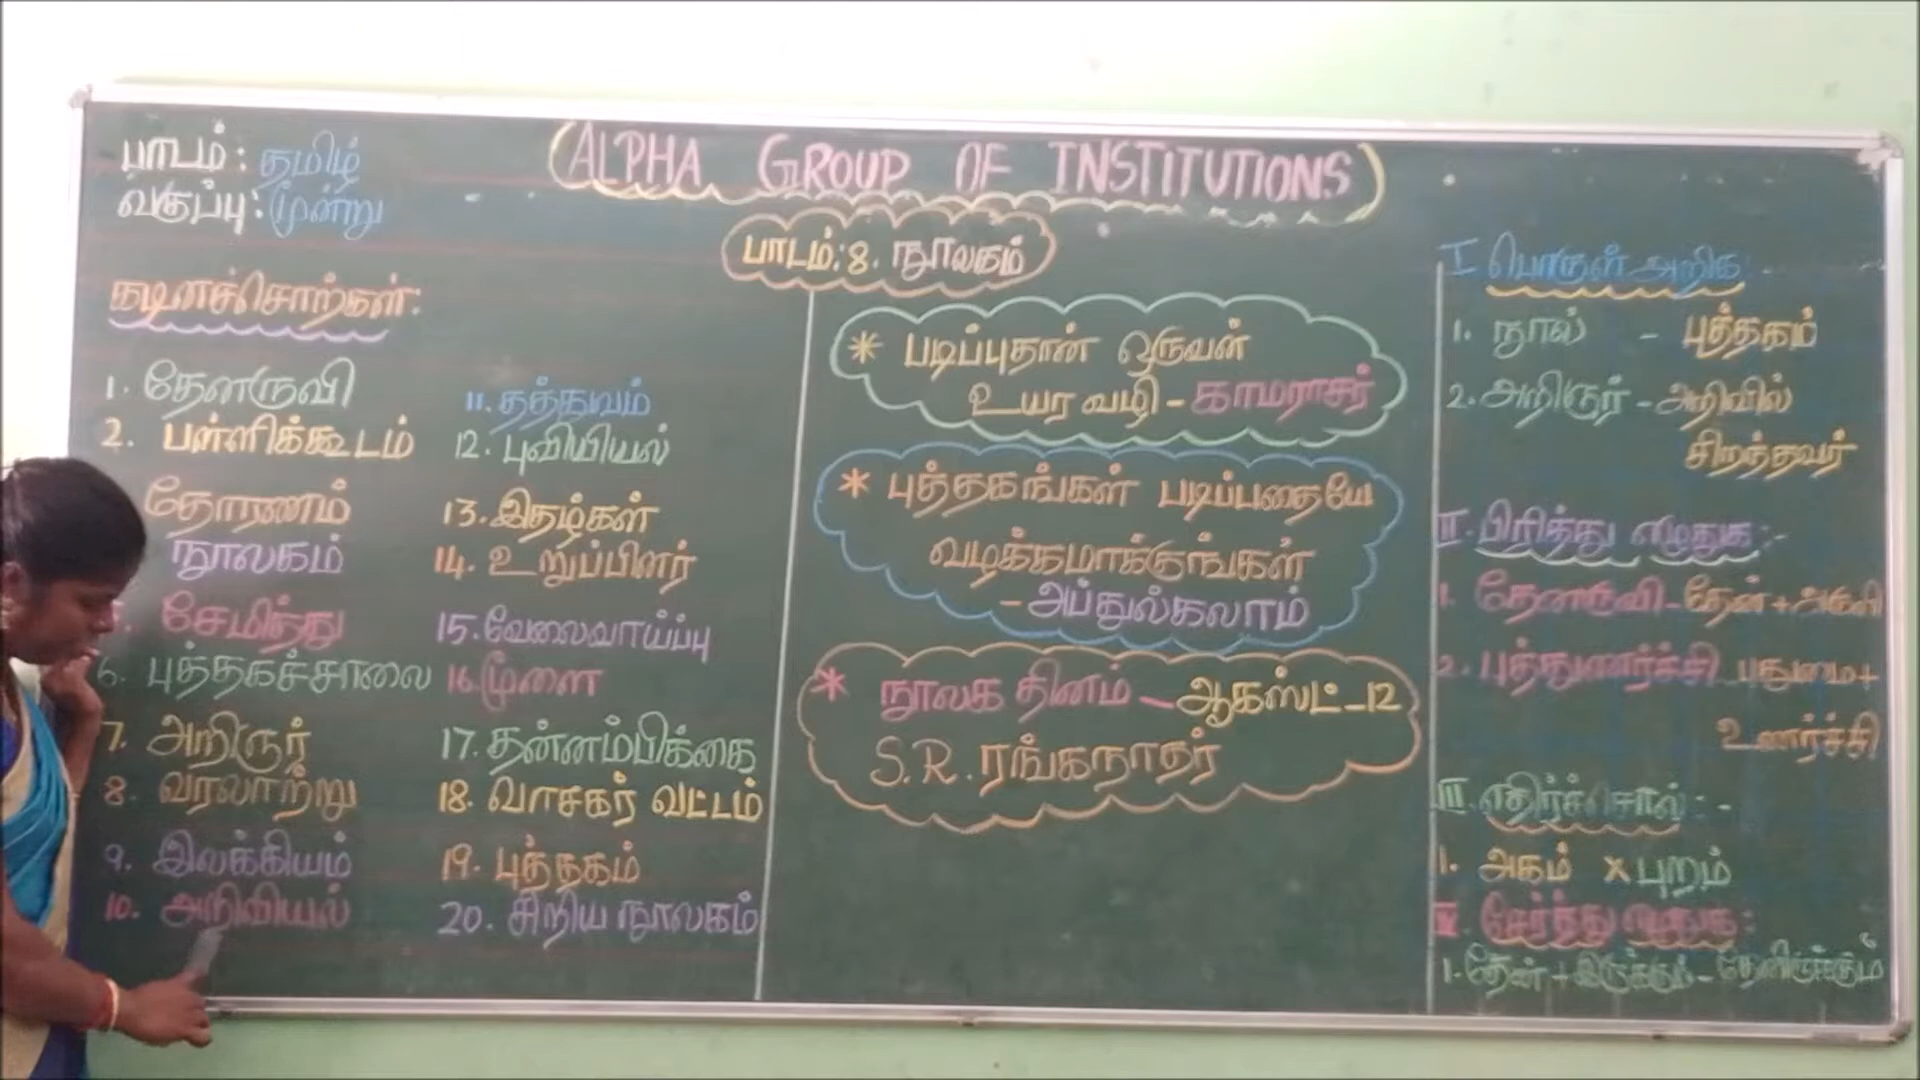 பாடம் : தமிழ்
வகுப்பு : மூன்று
ALPHA GROUP OF INSTITUTIONS
பாடம் : 8. நூலகம்
கடினச்சொற்கள் :
1. தேனருவி
2. பள்ளிக்கூடம்
தோரணம்
நூலகம்
சேமித்து
6. புத்தகச்சாலை
7. அறிஞர்
8. வரலாற்று
9. இலக்கியம்
10. அறிவியல்
11. தத்துவம்
12. புவியியல்
13. இதழ்கள்
14. உறுப்பினர்
15. வேலைவாய்ப்பு
16. மூளை
17. தன்னம்பிக்கை
18. வாசகர் வட்டம்
19. புத்தகம்
20. சிறிய நூலகம்
* படிப்புதான் ஒருவன்
உயர வழி - காமராசர்
* புத்தகங்கள் படிப்பதையே
வழக்கமாக்குங்கள்
- அப்துல்கலாம்
* நூலக தினம் - ஆகஸ்ட் - 12
S.R. ரங்கநாதர்
I. பொருள் அறிக :-
1. நூல் - புத்தகம்
2. அறிஞர் - அறிவில்
சிறந்தவர்
II. பிரித்து எழுதுக :-
1. தேனருவி - தேன் + அருவி
2. புத்துணர்ச்சி புதுமை +
உணர்ச்சி
III. எதிர்ச்சொல் :-
1. அகம் x புறம்
IV. சேர்த்து எழுதுக :
1. தேன் + இருக்கும் - தேனிருக்கும்